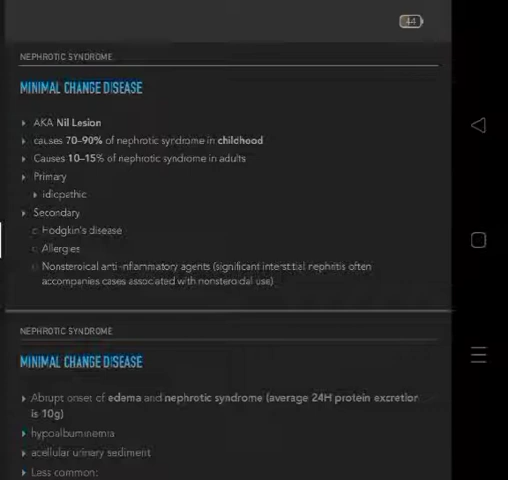 44
NEPHROTIC SYNDROME
MINIMAL CHANGE DISEASE
AKA Nil Lesion
causes 70–90% of nephrotic syndrome in childhood
Causes 10–15% of nephrotic syndrome in adults
Primary
idiopathic
Secondary
Hodgkin's disease
Allergies
Nonsteroidal anti-inflammatory agents (significant interstitial nephritis often
accompanies cases associated with nonsteroidal use)
NEPHROTIC SYNDROME
MINIMAL CHANGE DISEASE
Abrupt onset of edema and nephrotic syndrome (average 24H protein excretion
is 10g)
hypoalbuminemia
acellular urinary sediment
Less common: